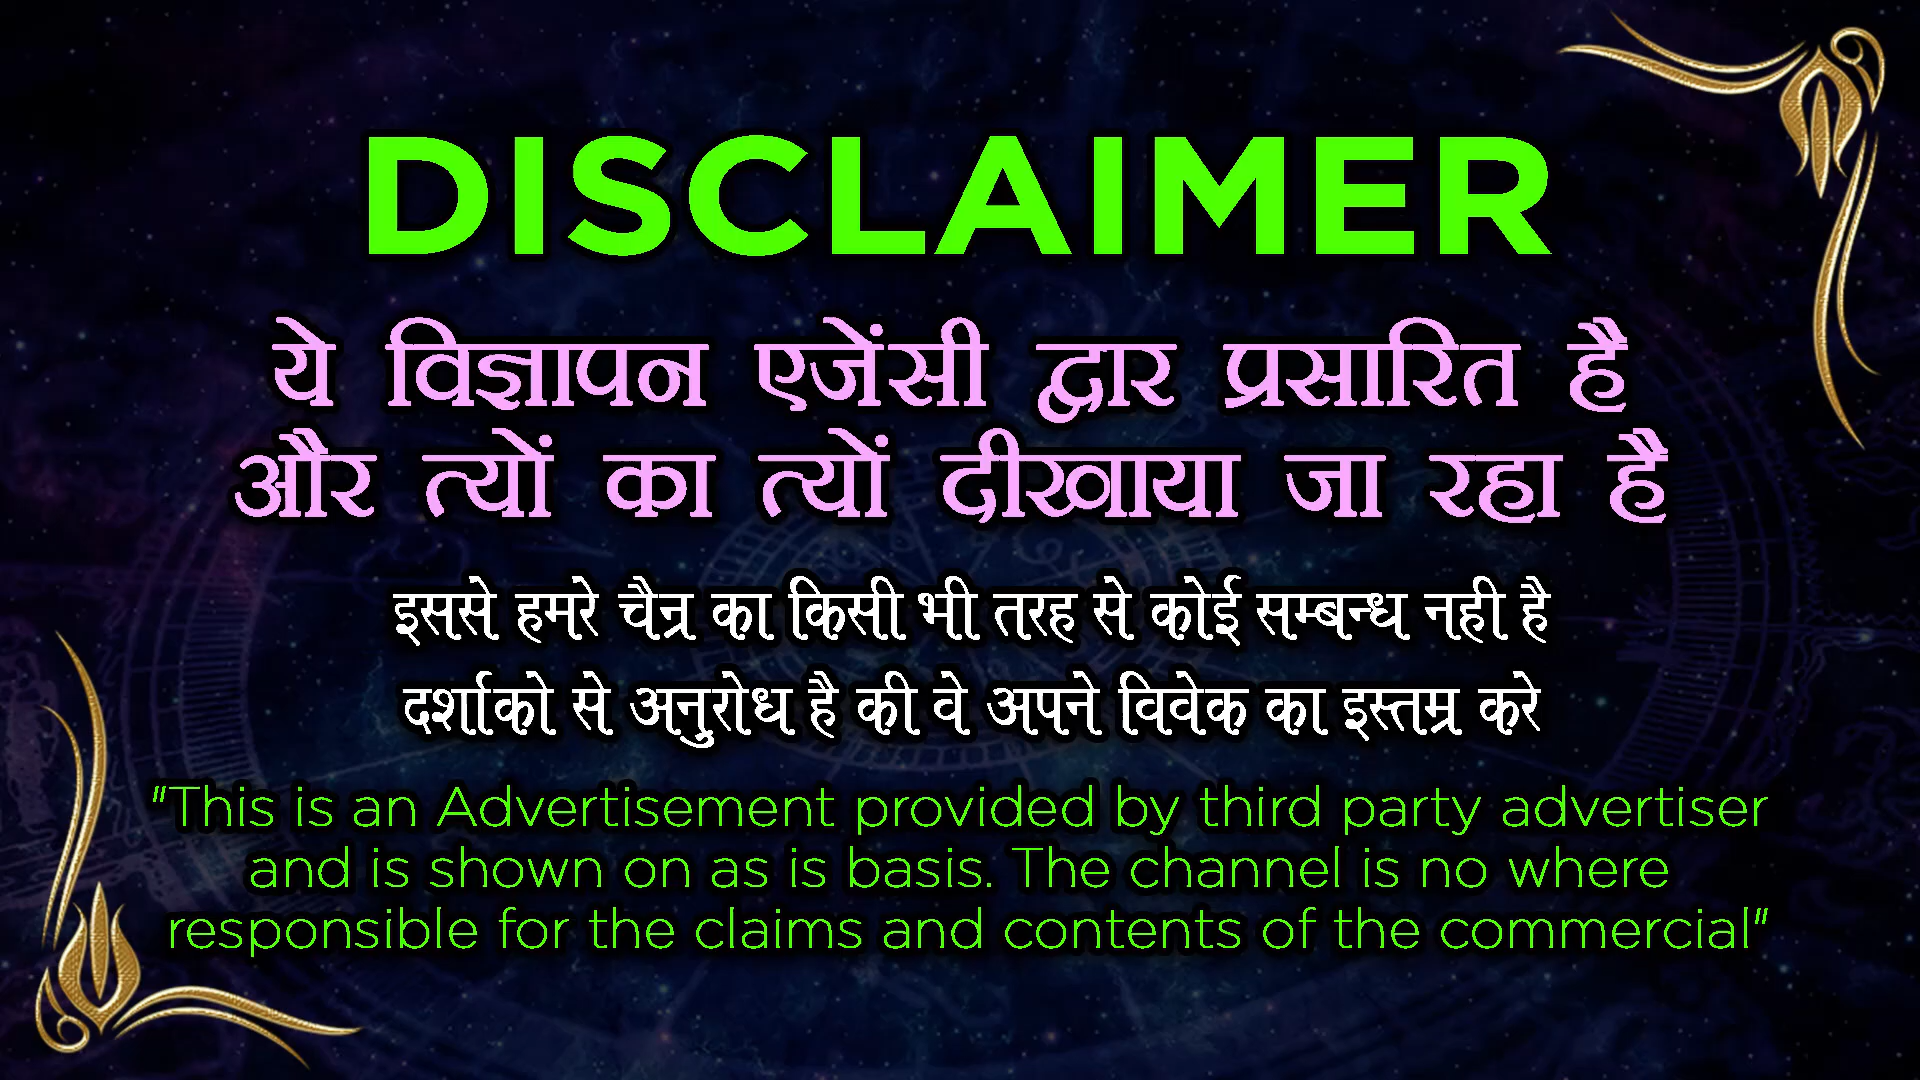 DISCLAIMER
ये विज्ञापन एजेंसी द्वार प्रसारित है
और त्यों का त्यों दीखाया जा रहा है
इससे हमरे चैन्र का किसी भी तरह से कोई सम्बन्ध नही है
दर्शाको से अनुरोध है की वे अपने विवेक का इस्तम्र करे
"This is an Advertisement provided by third party advertiser
and is shown on as is basis. The channel is no where
responsible for the claims and contents of the commercial"